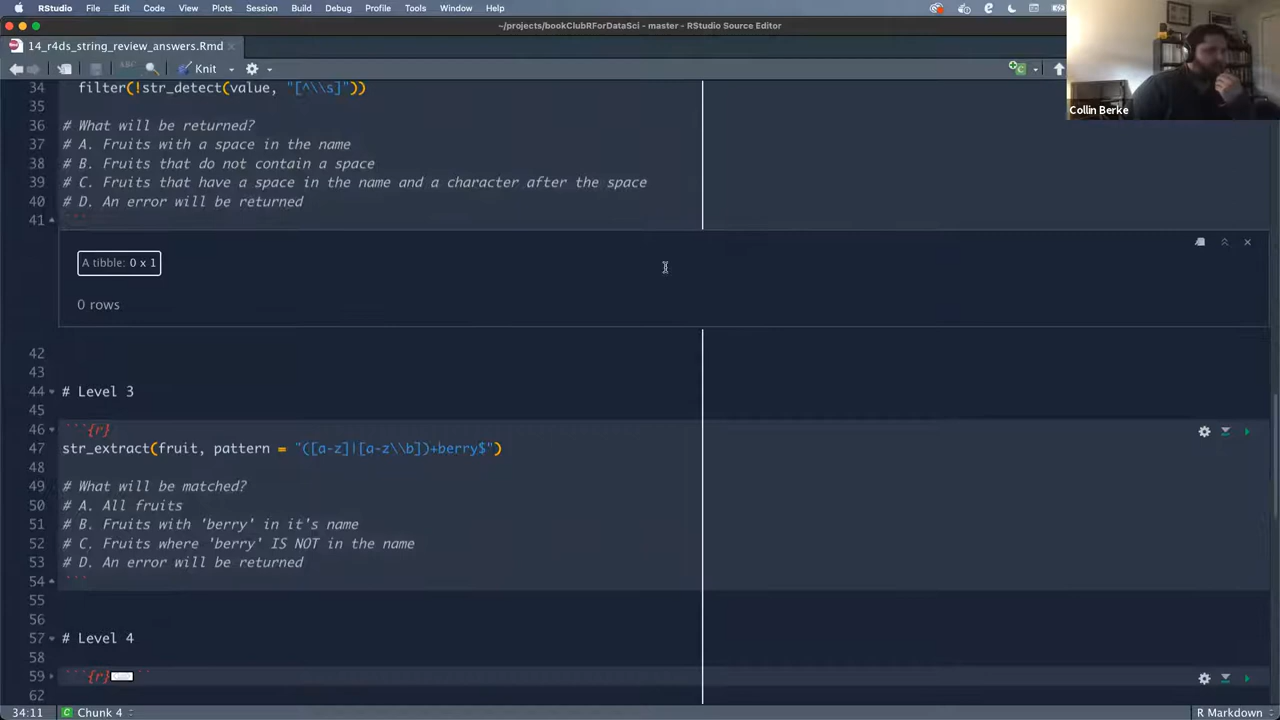 RStudio File Edit Code View Plots Session Build Debug Profile Tools Window Help
~/projects/bookClubRForDataSci - master - RStudio Source Editor
14_r4ds_string_review_answers.Rmd
Knit
Collin Berke
34 filter(!str_detect(value, "[^\\s]"))
35
36 # What will be returned?
37 # A. Fruits with a space in the name
38 # B. Fruits that do not contain a space
39 # C. Fruits that have a space in the name and a character after the space
40 # D. An error will be returned
41 ```
A tibble: 0 x 1
0 rows
42
43
44 # Level 3
45
46 ```{r}
47 str_extract(fruit, pattern = "([a-z]|[a-z\\b])+berry$")
48
49 # What will be matched?
50 # A. All fruits
51 # B. Fruits with 'berry' in it's name
52 # C. Fruits where 'berry' IS NOT in the name
53 # D. An error will be returned
54 ```
55
56
57 # Level 4
58
59 ```{r} ``
62
34:11 Chunk 4 R Markdown